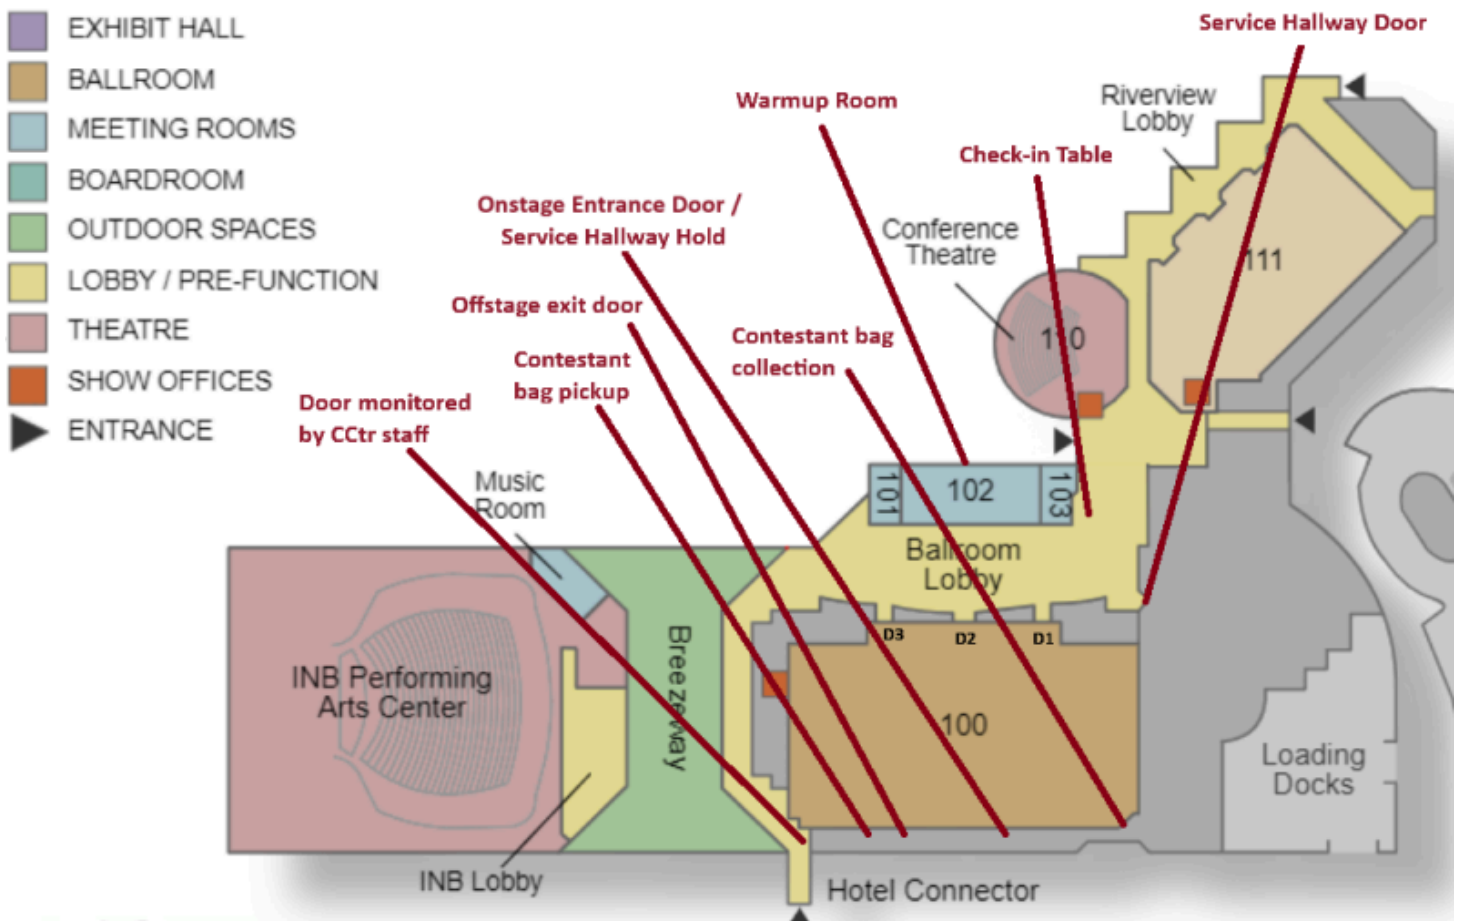 EXHIBIT HALL
BALLROOM
MEETING ROOMS
BOARDROOM
OUTDOOR SPACES
LOBBY / PRE-FUNCTION
THEATRE
SHOW OFFICES
ENTRANCE
Service Hallway Door
Warmup Room
Riverview
Lobby
Check-in Table
Onstage Entrance Door /
Service Hallway Hold
Conference
Theatre
111
Offstage exit door
Contestant bag
collection
110
Contestant
bag pickup
Door monitored
by CCtr staff
Music
Room
101
102
103
Ballroom
Lobby
D3
D2
D1
Breezeway
INB Performing
Arts Center
100
Loading
Docks
INB Lobby
Hotel Connector